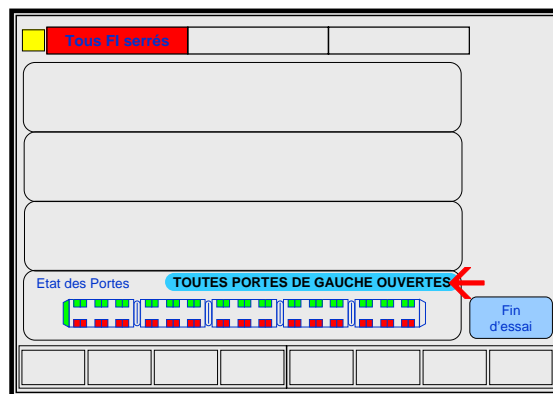 Tous FI serrés
Etat des Portes TOUTES PORTES DE GAUCHE OUVERTES
Fin
d'essai